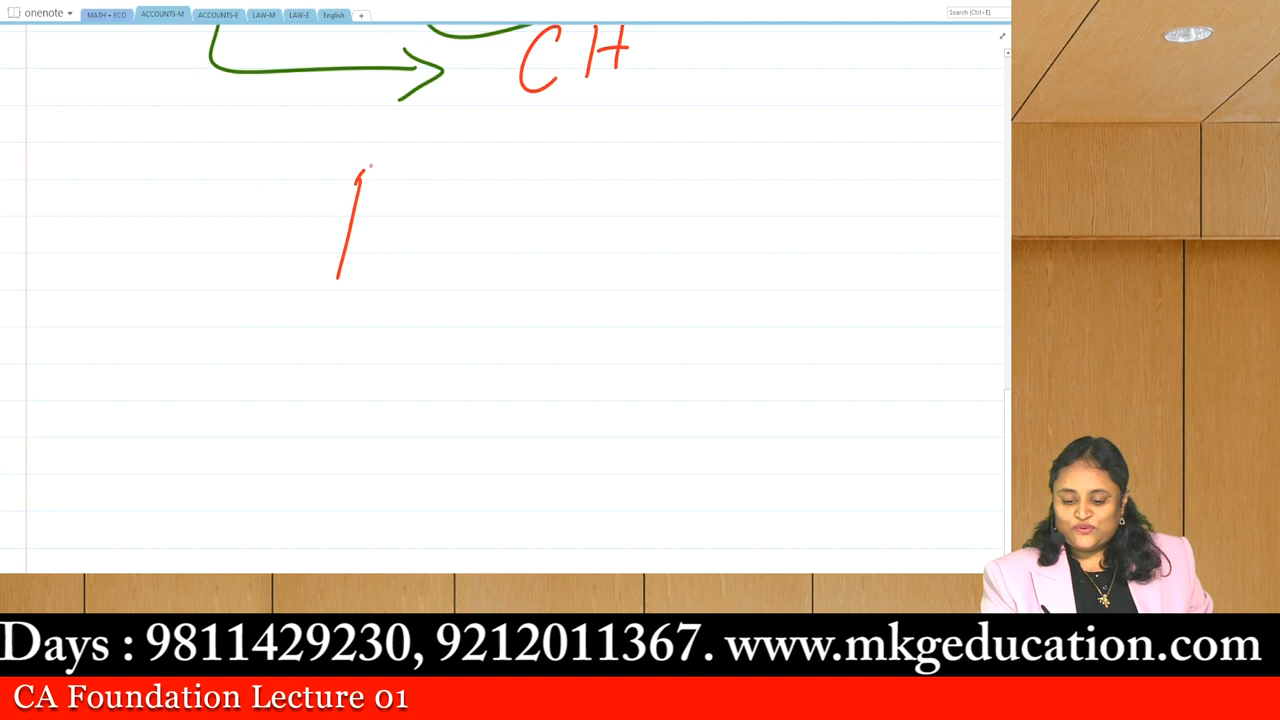 onenote MATH + ECO ACCOUNTS-M ACCOUNTS-E LAW-M LAW-E English + Search (Ctrl+E)
CH
Days : 9811429230, 9212011367. www.mkgeducation.com
CA Foundation Lecture 01